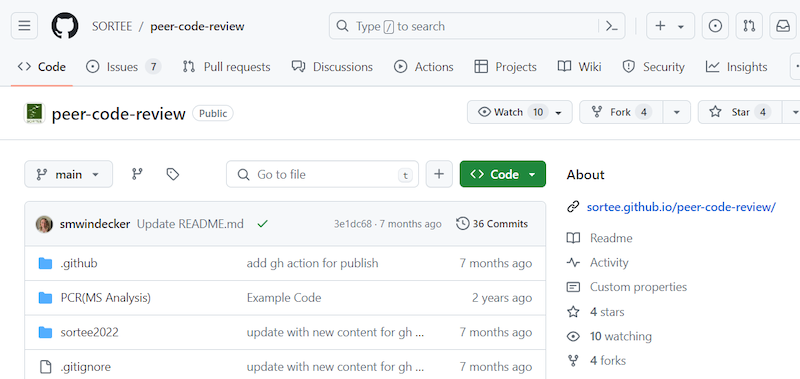 SORTEE / peer-code-review Type / to search
Code Issues 7 Pull requests Discussions Actions Projects Wiki Security Insights
peer-code-review Public Watch 10 Fork 4 Star 4
main Go to file t Code
smwindecker Update README.md 3e1dc68 · 7 months ago 36 Commits
.github add gh action for publish 7 months ago
PCR(MS Analysis) Example Code 2 years ago
sortee2022 update with new content for gh ... 7 months ago
.gitignore update with new content for gh ... 7 months ago
About
sortee.github.io/peer-code-review/
Readme
Activity
Custom properties
4 stars
10 watching
4 forks